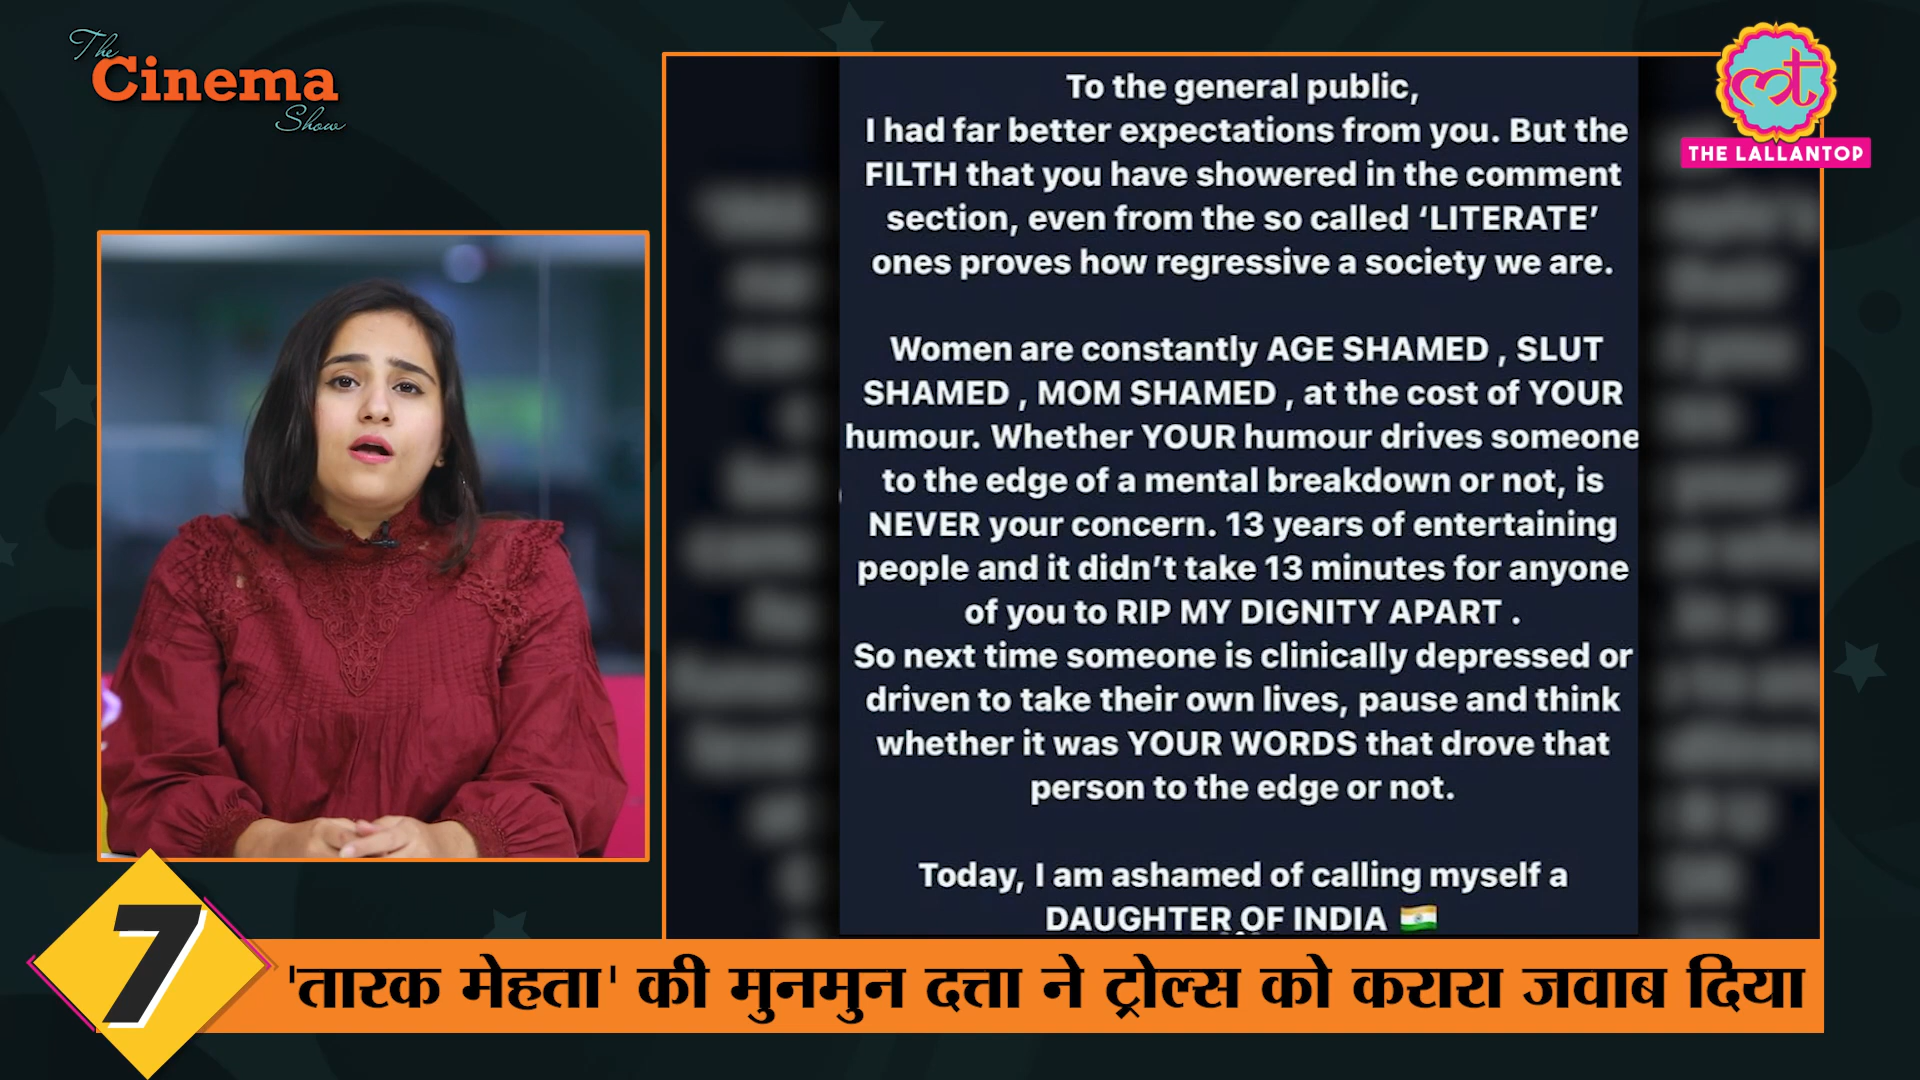 The
Cinema
Show
THE LALLANTOP
To the general public,
I had far better expectations from you. But the
FILTH that you have showered in the comment
section, even from the so called ‘LITERATE’
ones proves how regressive a society we are.
Women are constantly AGE SHAMED , SLUT
SHAMED , MOM SHAMED , at the cost of YOUR
humour. Whether YOUR humour drives someone
to the edge of a mental breakdown or not, is
NEVER your concern. 13 years of entertaining
people and it didn’t take 13 minutes for anyone
of you to RIP MY DIGNITY APART .
So next time someone is clinically depressed or
driven to take their own lives, pause and think
whether it was YOUR WORDS that drove that
person to the edge or not.
Today, I am ashamed of calling myself a
DAUGHTER OF INDIA 🇮🇳
7
'तारक मेहता' की मुनमुन दत्ता ने ट्रोल्स को करारा जवाब दिया